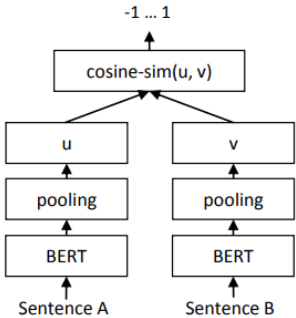 -1 … 1
cosine-sim(u, v)
u v
pooling pooling
BERT BERT
Sentence A Sentence B